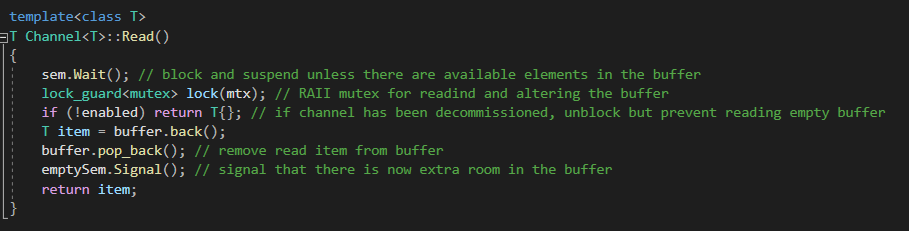 template<class T>
T Channel<T>::Read()
{
sem.Wait(); // block and suspend unless there are available elements in the buffer
lock_guard<mutex> lock(mtx); // RAII mutex for readind and altering the buffer
if (!enabled) return T{}; // if channel has been decommissioned, unblock but prevent reading empty buffer
T item = buffer.back();
buffer.pop_back(); // remove read item from buffer
emptySem.Signal(); // signal that there is now extra room in the buffer
return item;
}